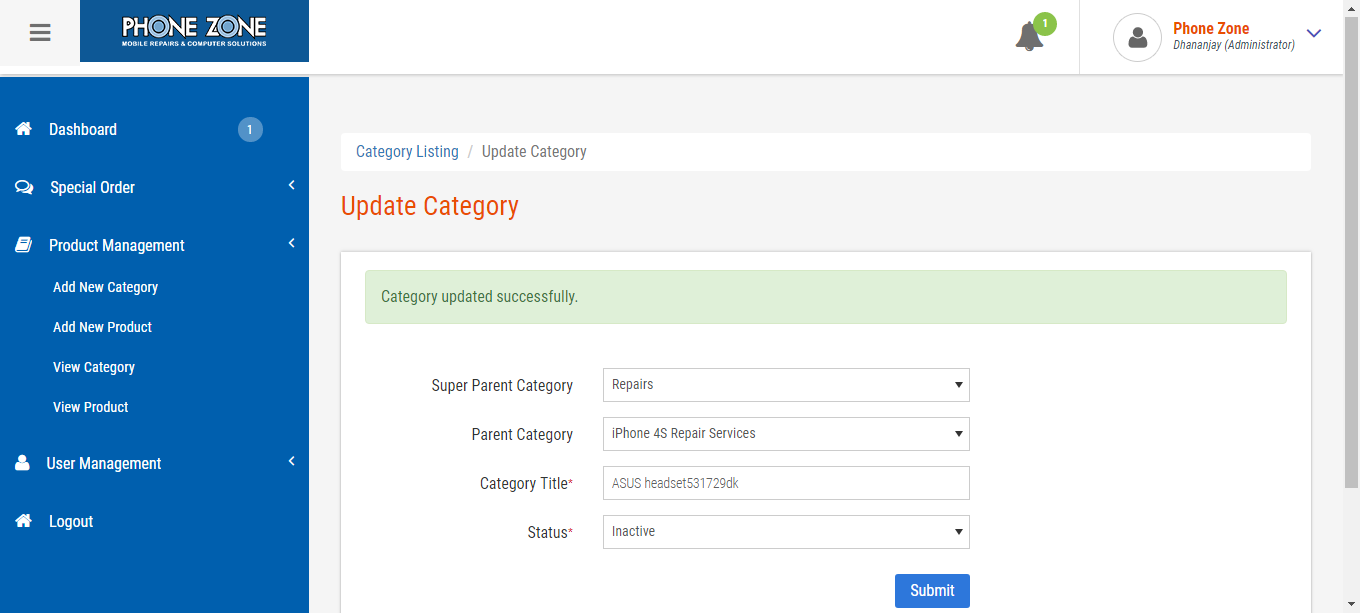 PHONE ZONE
MOBILE REPAIRS & COMPUTER SOLUTIONS
1
Phone Zone
Dhananjay (Administrator)
Dashboard 1
Special Order
Product Management
Add New Category
Add New Product
View Category
View Product
User Management
Logout
Category Listing / Update Category
Update Category
Category updated successfully.
Super Parent Category Repairs
Parent Category iPhone 4S Repair Services
Category Title* ASUS headset531729dk
Status* Inactive
Submit